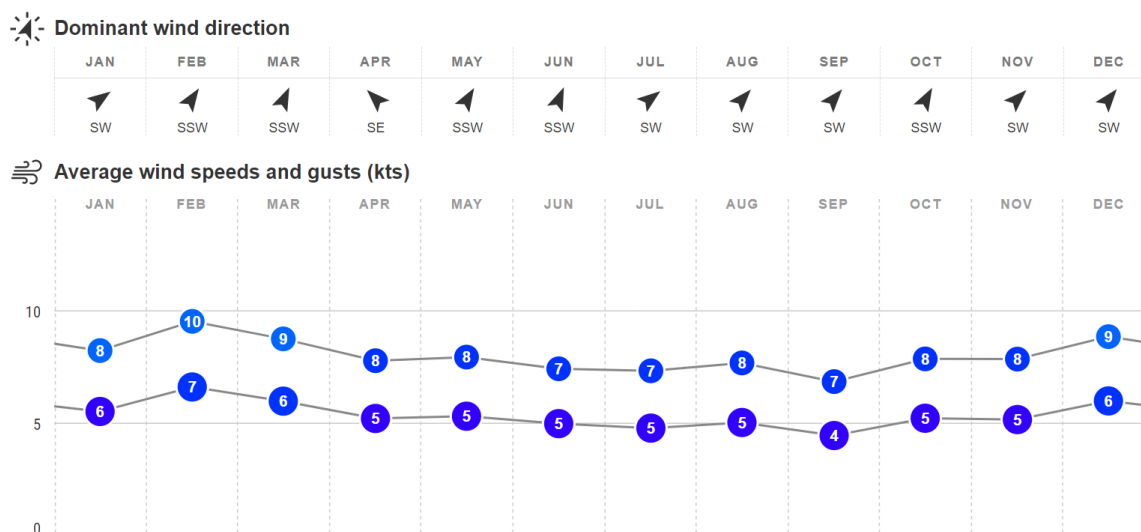 Dominant wind direction
JAN FEB MAR APR MAY JUN JUL AUG SEP OCT NOV DEC
SW SSW SSW SE SSW SSW SW SW SW SSW SW SW
Average wind speeds and gusts (kts)
JAN FEB MAR APR MAY JUN JUL AUG SEP OCT NOV DEC
10
8 10 9 8 8 7 7 8 7 8 8 9
6 7 6 5 5 5 5 5 4 5 5 6
5
0